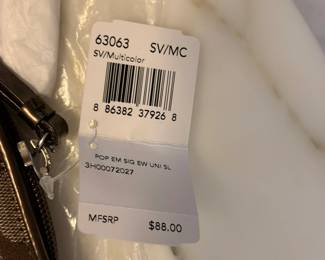 63063 SV/MC
SV/Multicolor
8 86382 37926 8
POP EM SIG EW UNI SL
3H00072027
MFSRP $88.00